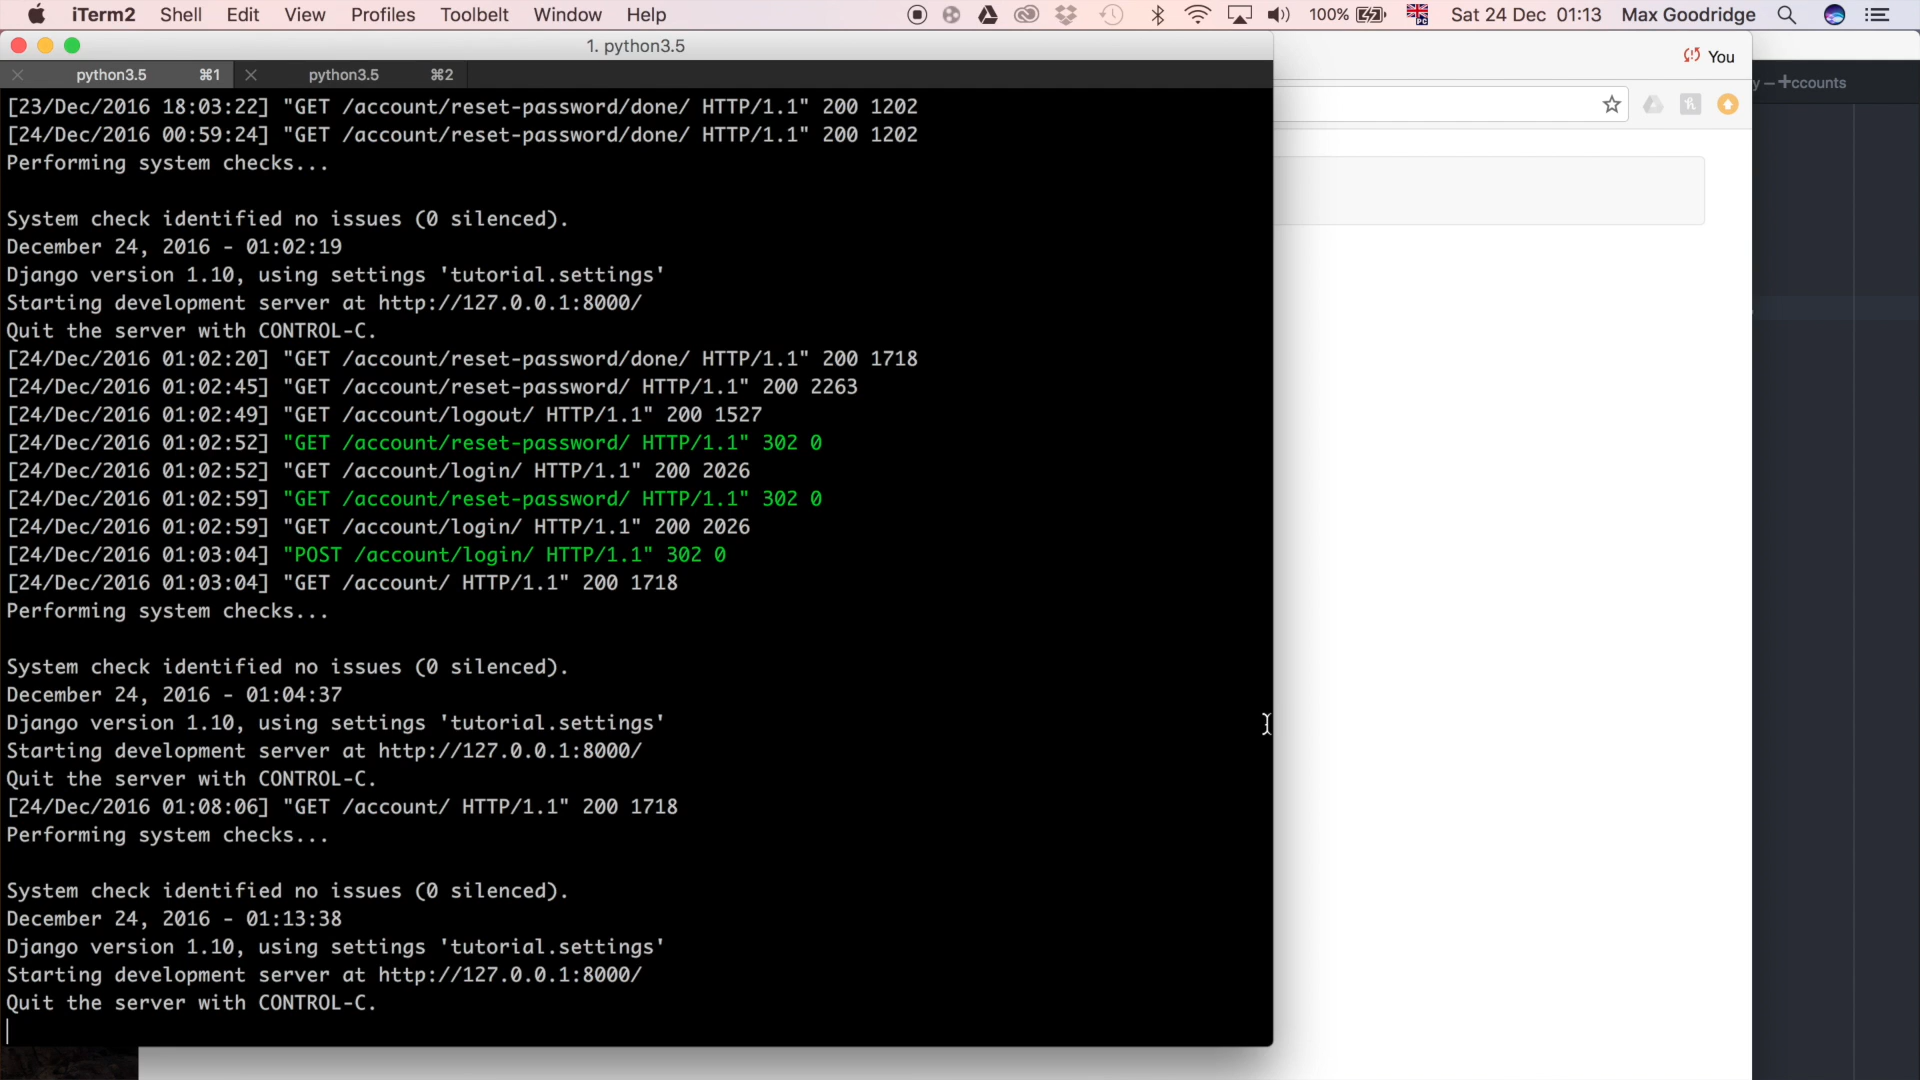 iTerm2 Shell Edit View Profiles Toolbelt Window Help 100% Sat 24 Dec 01:13 Max Goodridge
1. python3.5
You
python3.5 ⌘1 python3.5 ⌘2
ccounts
[23/Dec/2016 18:03:22] "GET /account/reset-password/done/ HTTP/1.1" 200 1202
[24/Dec/2016 00:59:24] "GET /account/reset-password/done/ HTTP/1.1" 200 1202
Performing system checks...
System check identified no issues (0 silenced).
December 24, 2016 - 01:02:19
Django version 1.10, using settings 'tutorial.settings'
Starting development server at http://127.0.0.1:8000/
Quit the server with CONTROL-C.
[24/Dec/2016 01:02:20] "GET /account/reset-password/done/ HTTP/1.1" 200 1718
[24/Dec/2016 01:02:45] "GET /account/reset-password/ HTTP/1.1" 200 2263
[24/Dec/2016 01:02:49] "GET /account/logout/ HTTP/1.1" 200 1527
[24/Dec/2016 01:02:52] "GET /account/reset-password/ HTTP/1.1" 302 0
[24/Dec/2016 01:02:52] "GET /account/login/ HTTP/1.1" 200 2026
[24/Dec/2016 01:02:59] "GET /account/reset-password/ HTTP/1.1" 302 0
[24/Dec/2016 01:02:59] "GET /account/login/ HTTP/1.1" 200 2026
[24/Dec/2016 01:03:04] "POST /account/login/ HTTP/1.1" 302 0
[24/Dec/2016 01:03:04] "GET /account/ HTTP/1.1" 200 1718
Performing system checks...
System check identified no issues (0 silenced).
December 24, 2016 - 01:04:37
Django version 1.10, using settings 'tutorial.settings'
Starting development server at http://127.0.0.1:8000/
Quit the server with CONTROL-C.
[24/Dec/2016 01:08:06] "GET /account/ HTTP/1.1" 200 1718
Performing system checks...
System check identified no issues (0 silenced).
December 24, 2016 - 01:13:38
Django version 1.10, using settings 'tutorial.settings'
Starting development server at http://127.0.0.1:8000/
Quit the server with CONTROL-C.